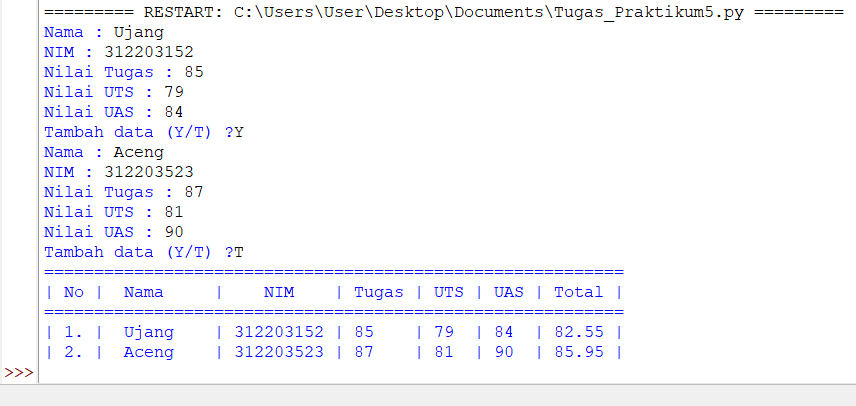 ========= RESTART: C:\Users\User\Desktop\Documents\Tugas_Praktikum5.py =========
Nama : Ujang
NIM : 312203152
Nilai Tugas : 85
Nilai UTS : 79
Nilai UAS : 84
Tambah data (Y/T) ?Y
Nama : Aceng
NIM : 312203523
Nilai Tugas : 87
Nilai UTS : 81
Nilai UAS : 90
Tambah data (Y/T) ?T
==========================================================
| No |  Nama     |    NIM    | Tugas | UTS | UAS | Total |
==========================================================
| 1. |  Ujang    | 312203152 | 85    | 79  | 84  | 82.55 |
| 2. |  Aceng    | 312203523 | 87    | 81  | 90  | 85.95 |
>>>